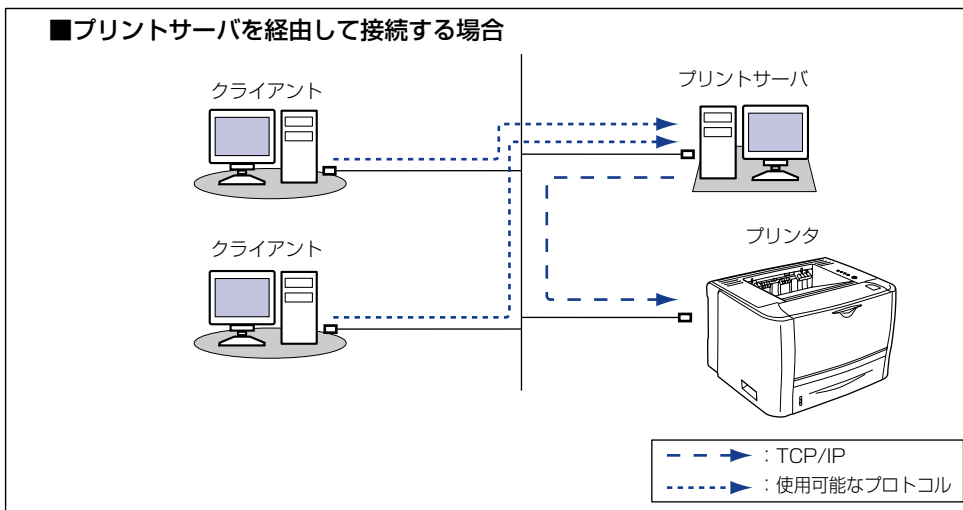 ■プリントサーバを経由して接続する場合
クライアント
プリントサーバ
クライアント
プリンタ
：TCP/IP
：使用可能なプロトコル